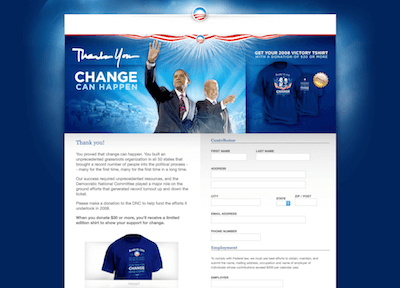 Thank You
CHANGE
CAN HAPPEN
GET YOUR 2008 VICTORY TSHIRT
WITH A DONATION OF $30 OR MORE
Thank you!
You proved that change can happen. You built an
unprecedented grassroots organization in all 50 states that
brought a record number of people into the political process -
- many for the first time, many for the first time in a long time.
Our success required unprecedented resources, and the
Democratic National Committee played a major role on the
ground efforts that generated record turnout up and down the
ticket.
Please make a donation to the DNC to help fund the efforts it
undertook in 2008.
When you donate $30 or more, you'll receive a limited
edition shirt to show your support for change.
CHANGE
Contribution
FIRST NAME
LAST NAME
ADDRESS
CITY
STATE
ZIP / POST
EMAIL ADDRESS
PHONE NUMBER
Employment